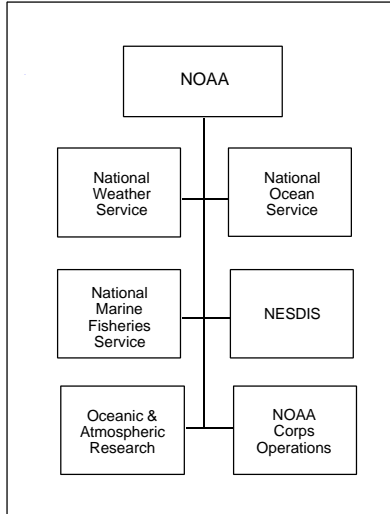 NOAA
National
Weather
Service
National
Ocean
Service
National
Marine
Fisheries
Service
NESDIS
Oceanic &
Atmospheric
Research
NOAA
Corps
Operations